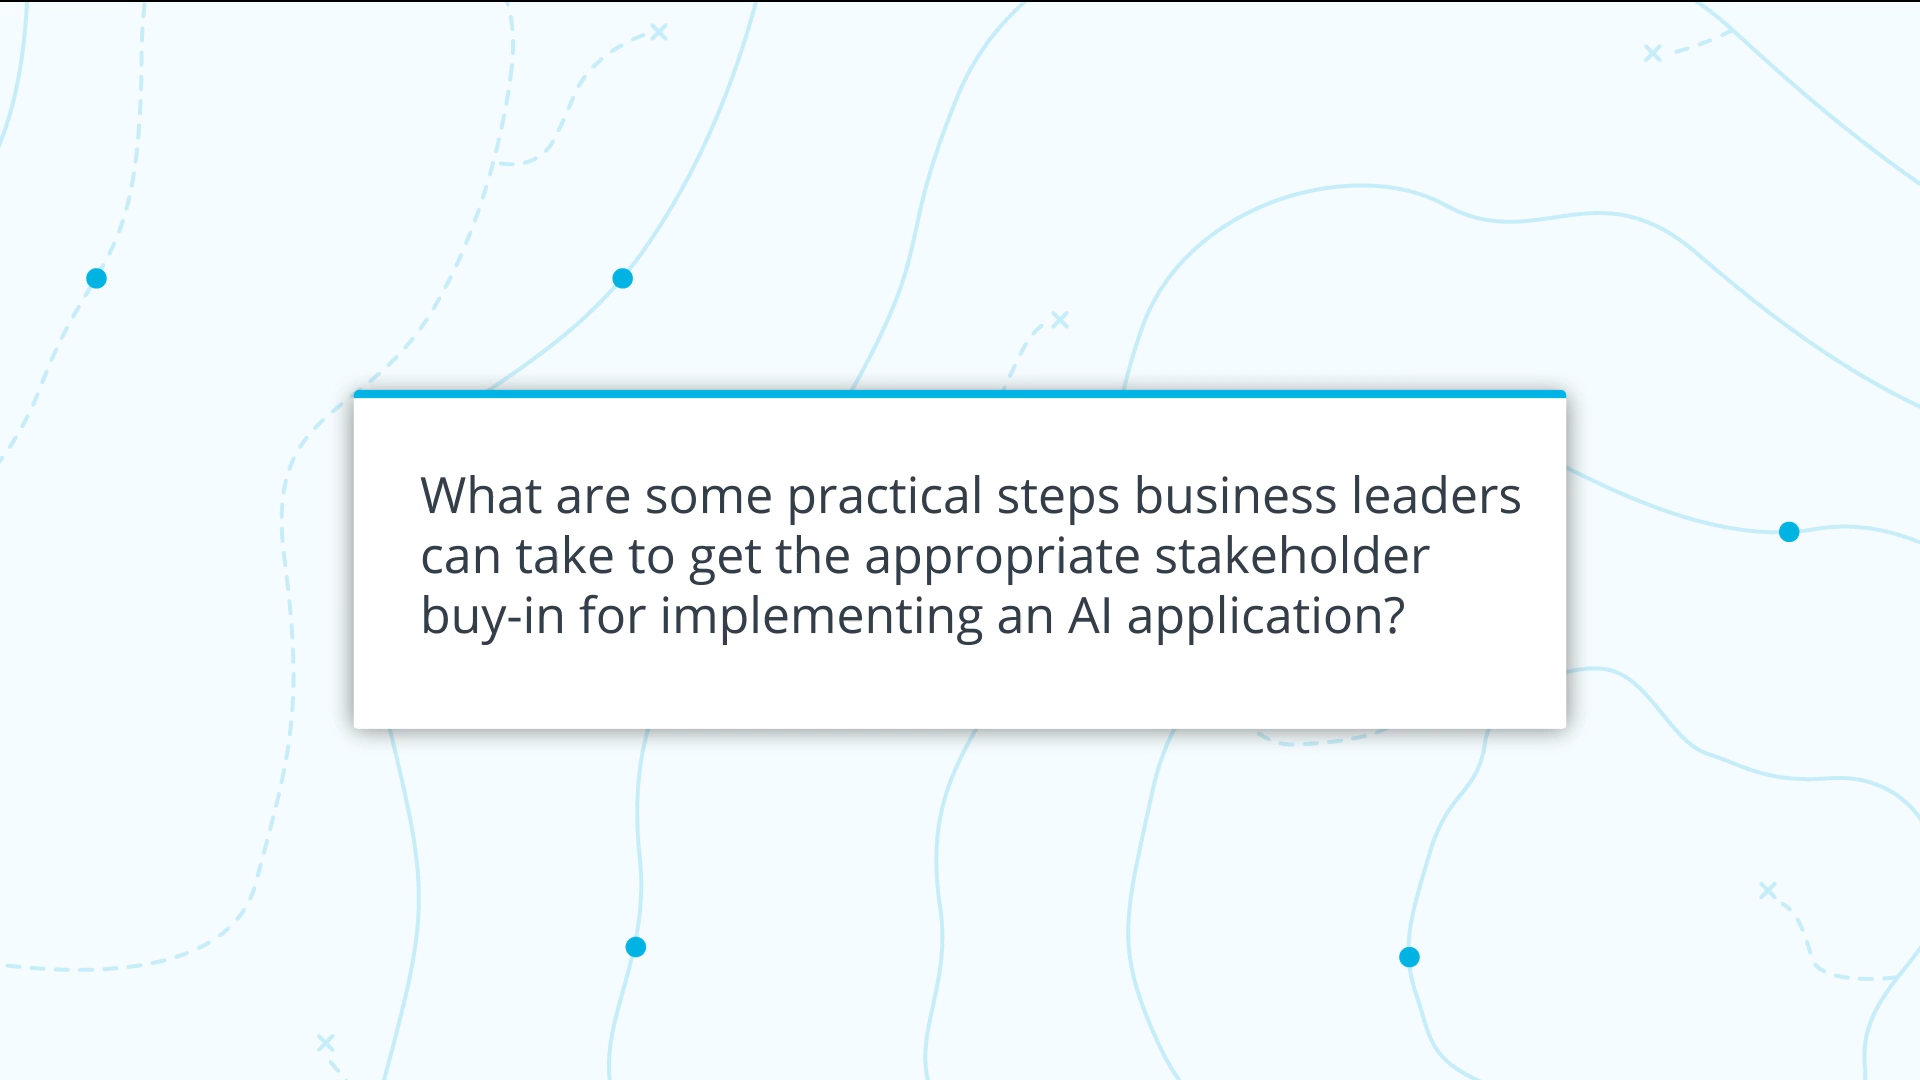 What are some practical steps business leaders
can take to get the appropriate stakeholder
buy-in for implementing an AI application?